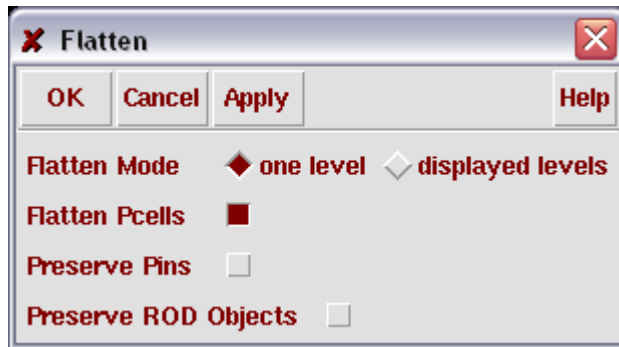 Flatten
OK Cancel Apply Help
Flatten Mode one level displayed levels
Flatten Pcells
Preserve Pins
Preserve ROD Objects